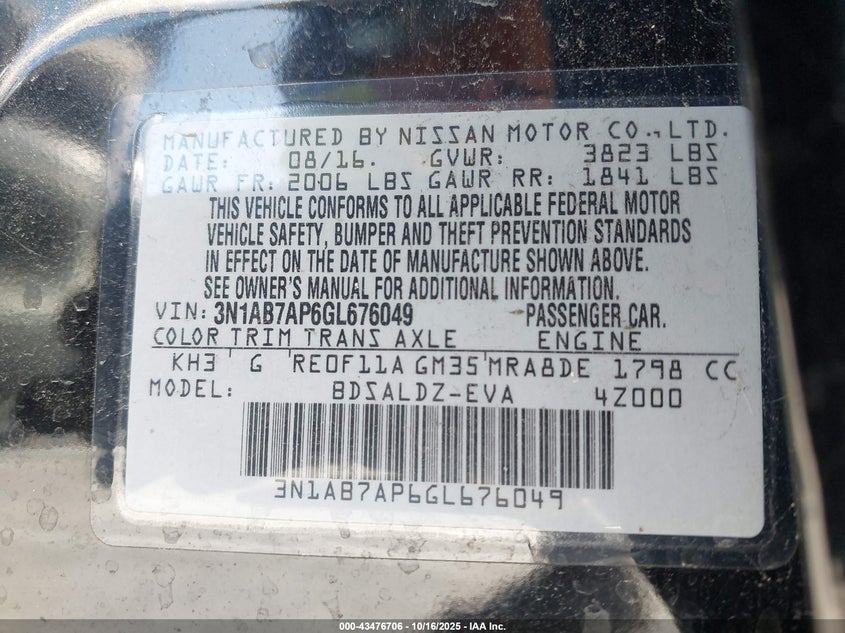 MANUFACTURED BY NISSAN MOTOR CO., LTD.
DATE: 08/16. GVWR: 3823 LBS
GAWR FR: 2006 LBS GAWR RR: 1841 LBS
THIS VEHICLE CONFORMS TO ALL APPLICABLE FEDERAL MOTOR
VEHICLE SAFETY, BUMPER AND THEFT PREVENTION STANDARDS
IN EFFECT ON THE DATE OF MANUFACTURE SHOWN ABOVE.
SEE OWNER'S MANUAL FOR ADDITIONAL INFORMATION.
VIN: 3N1AB7AP6GL676049 PASSENGER CAR.
COLOR TRIM TRANS AXLE ENGINE
KH3 G RE0F11A GM35 MRA8DE 1798 CC
MODEL: BDSALDZ-EVA 4Z000
3N1AB7AP6GL676049
000-43476706 - 10/16/2025 - IAA Inc.